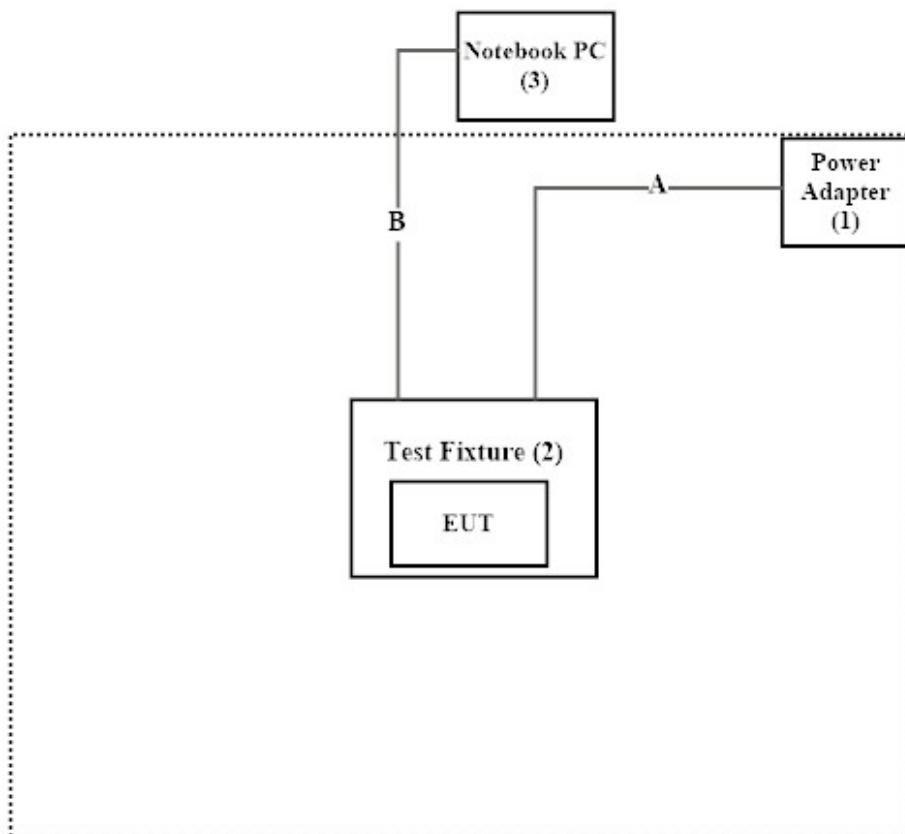 Notebook PC
(3)
Power
Adapter
(1)
A
B
Test Fixture (2)
EUT